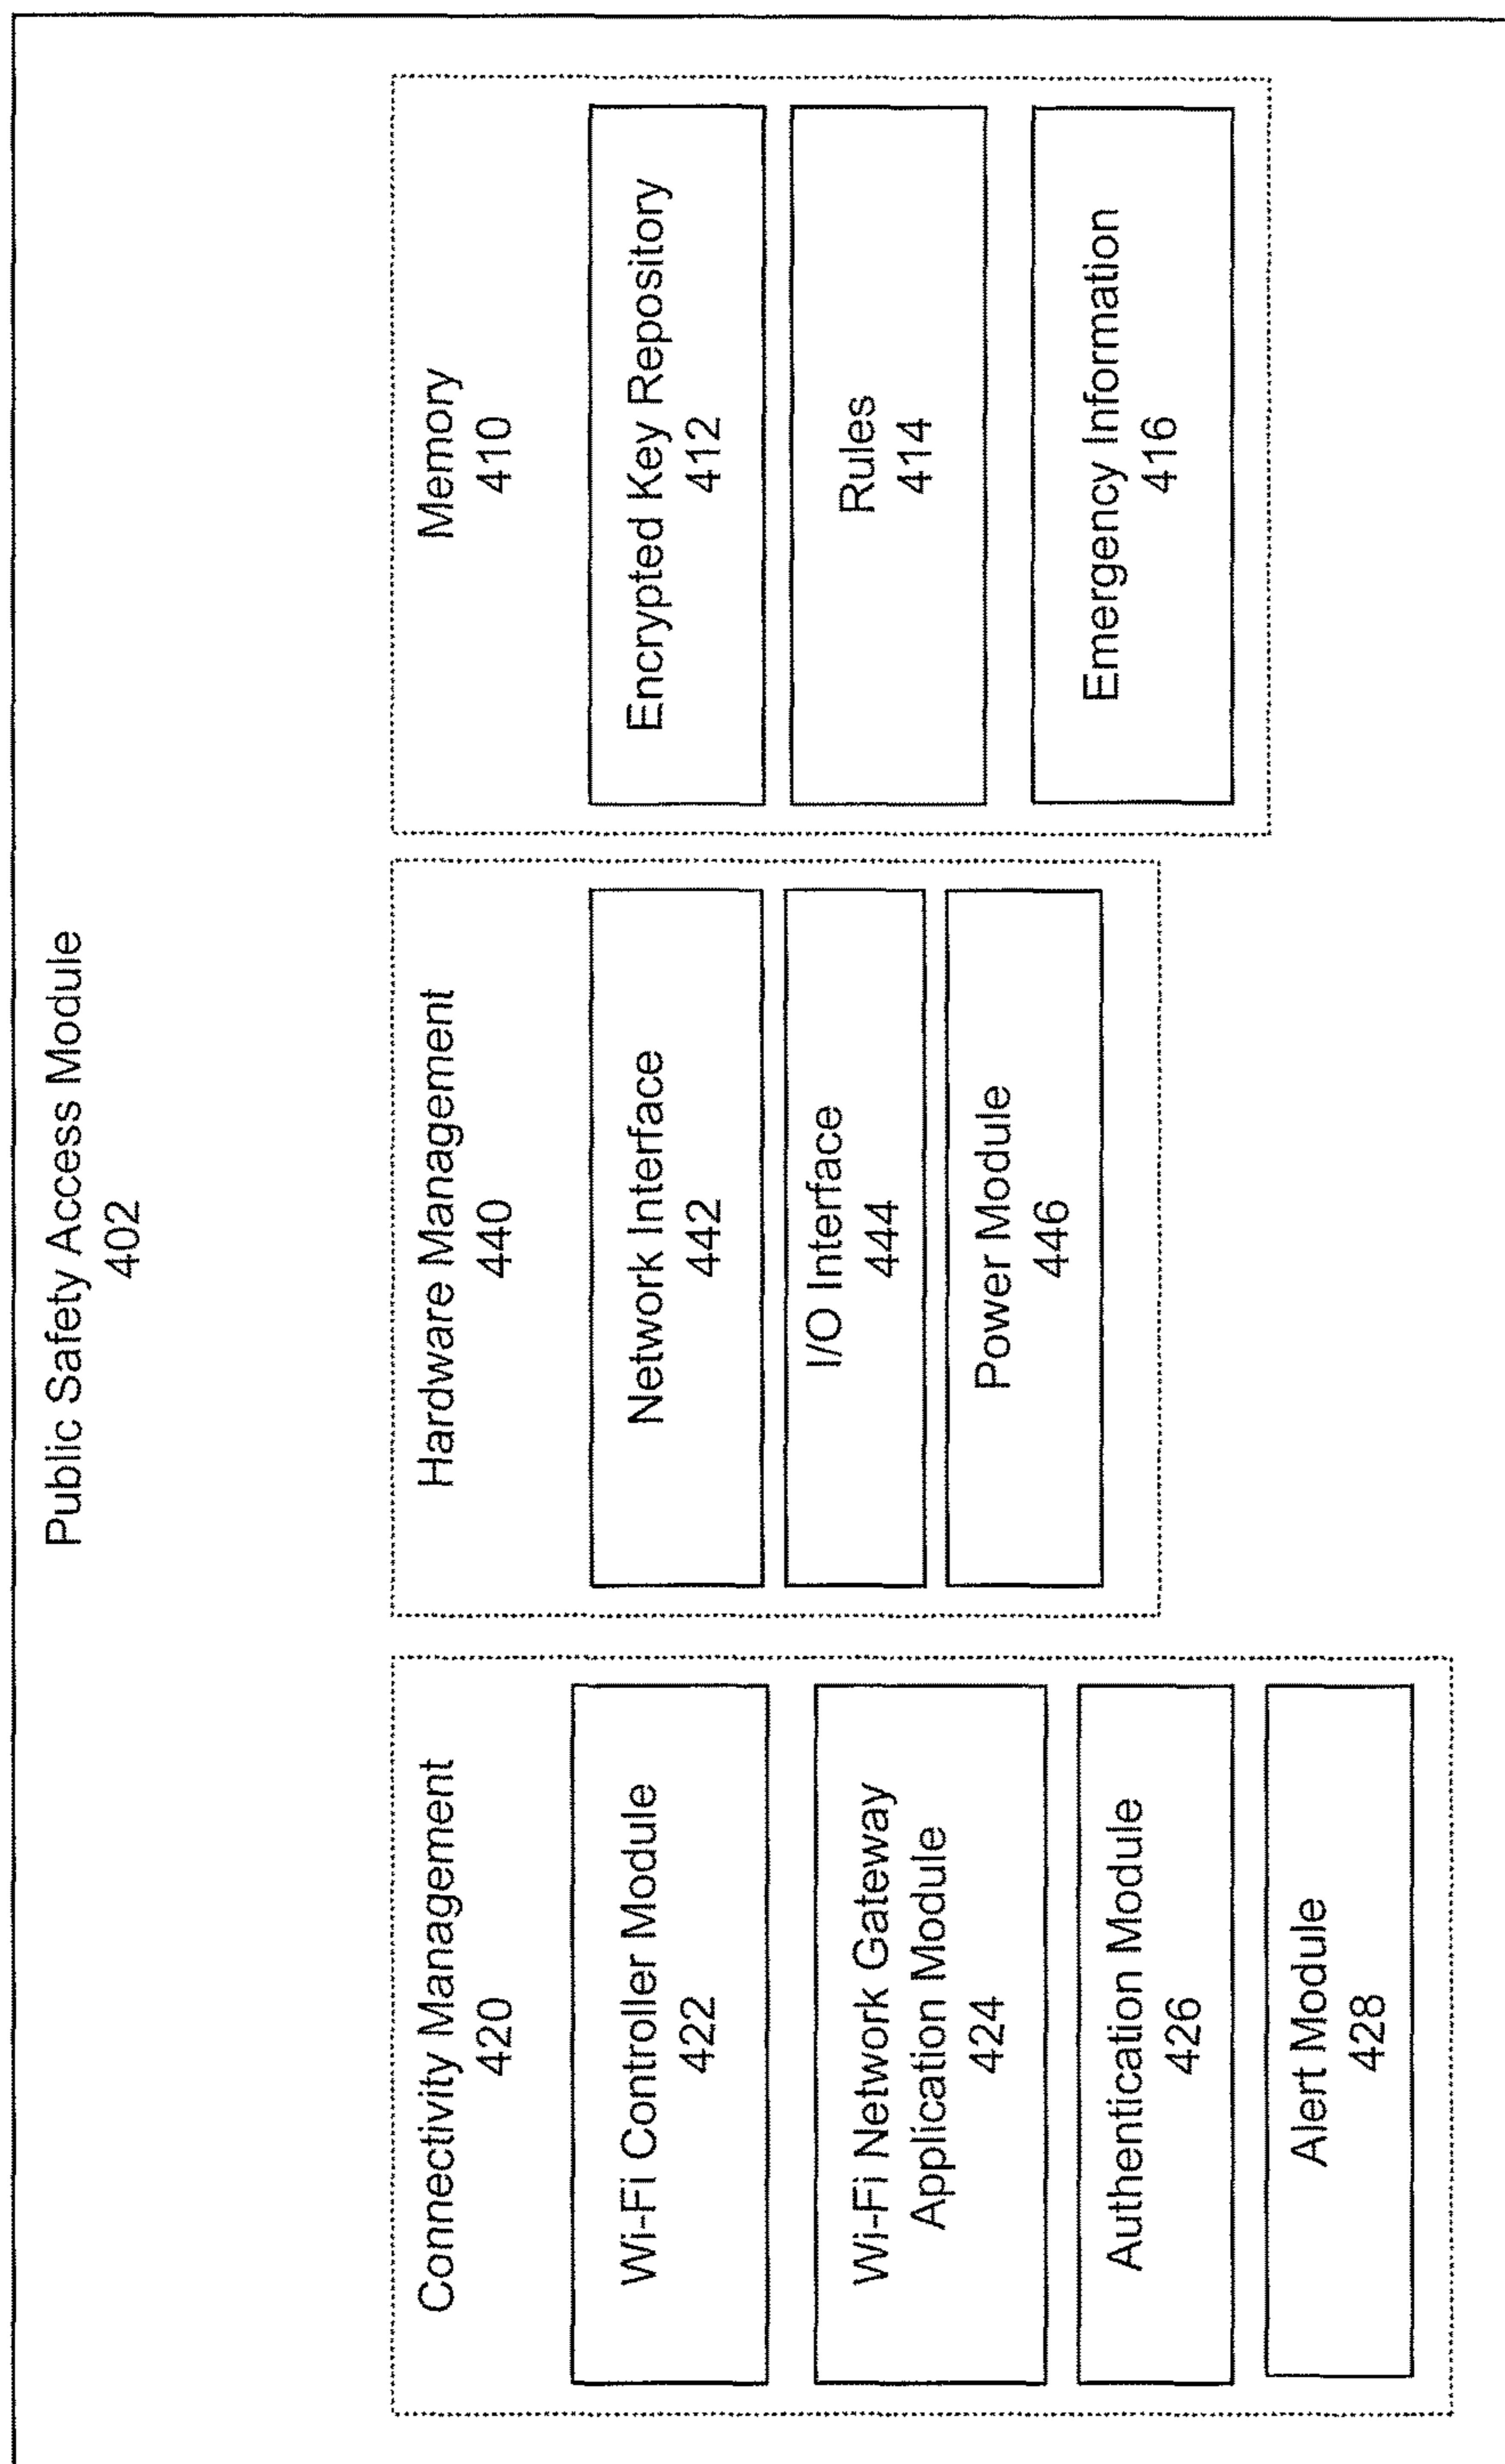 Public Safety Access Module
402
Connectivity Management
420
Wi-Fi Controller Module
422
Wi-Fi Network Gateway
Application Module
424
Authentication Module
426
Alert Module
428
Hardware Management
440
Network Interface
442
I/O Interface
444
Power Module
446
Memory
410
Encrypted Key Repository
412
Rules
414
Emergency Information
416